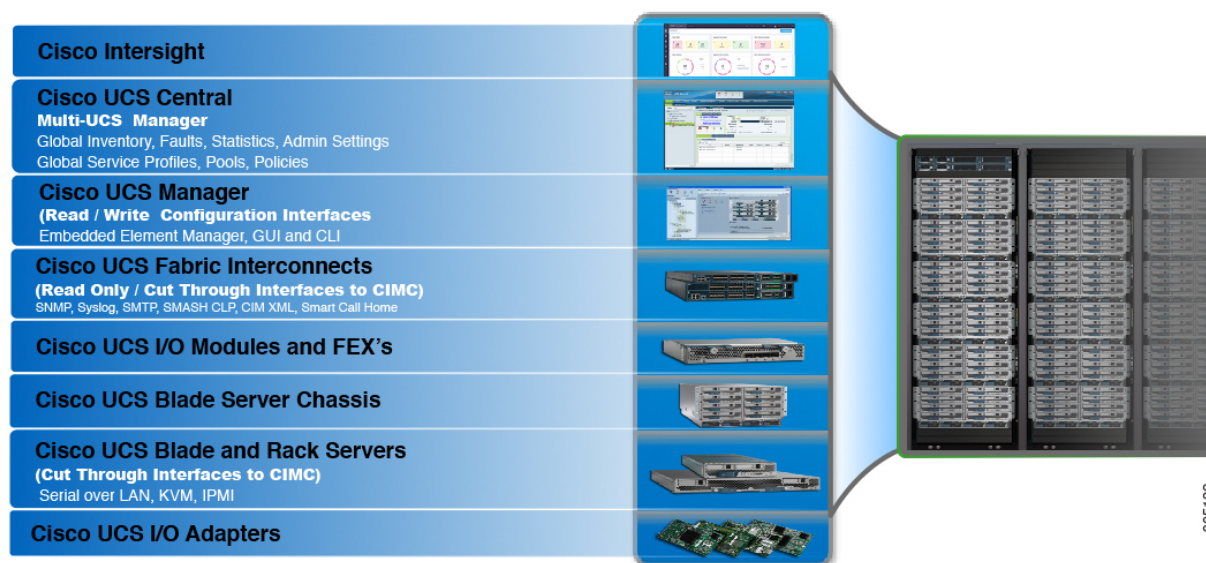 Cisco Intersight
Cisco UCS Central
Multi-UCS Manager
Global Inventory, Faults, Statistics, Admin Settings
Global Service Profiles, Pools, Policies
Cisco UCS Manager
(Read / Write Configuration Interfaces
Embedded Element Manager, GUI and CLI
Cisco UCS Fabric Interconnects
(Read Only / Cut Through Interfaces to CIMC)
SNMP, Syslog, SMTP, SMASH CLP, CIM XML, Smart Call Home
Cisco UCS I/O Modules and FEX's
Cisco UCS Blade Server Chassis
Cisco UCS Blade and Rack Servers
(Cut Through Interfaces to CIMC)
Serial over LAN, KVM, IPMI
Cisco UCS I/O Adapters